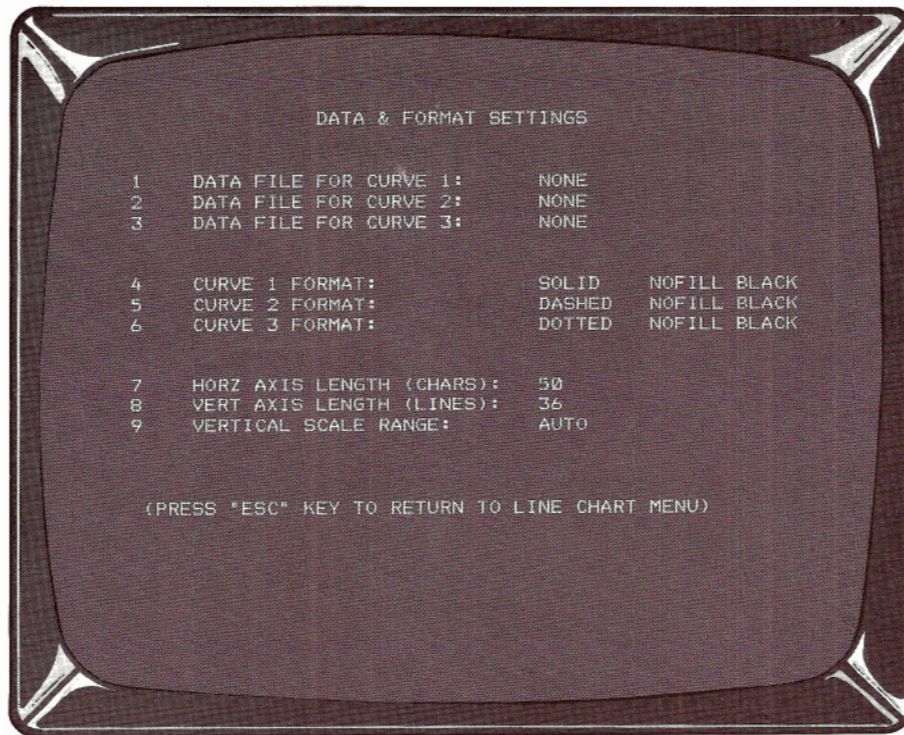 DATA & FORMAT SETTINGS
1 DATA FILE FOR CURVE 1: NONE
2 DATA FILE FOR CURVE 2: NONE
3 DATA FILE FOR CURVE 3: NONE
4 CURVE 1 FORMAT: SOLID NOFILL BLACK
5 CURVE 2 FORMAT: DASHED NOFILL BLACK
6 CURVE 3 FORMAT: DOTTED NOFILL BLACK
7 HORZ AXIS LENGTH (CHARS): 50
8 VERT AXIS LENGTH (LINES): 36
9 VERTICAL SCALE RANGE: AUTO
(PRESS "ESC" KEY TO RETURN TO LINE CHART MENU)